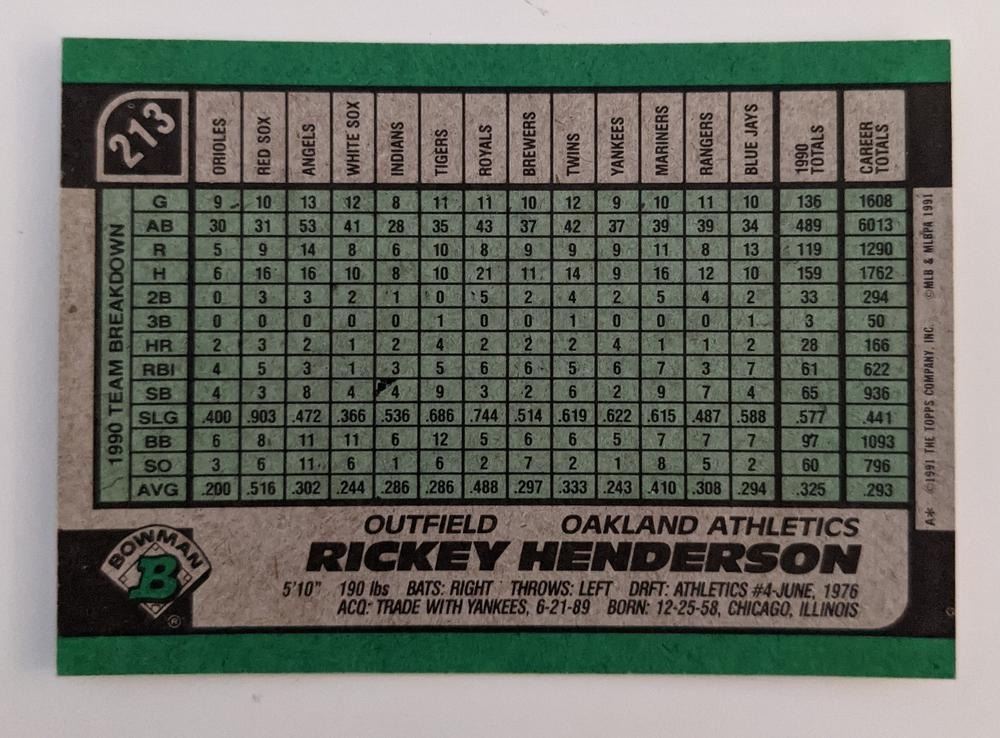 213
ORIOLES RED SOX ANGELS WHITE SOX INDIANS TIGERS ROYALS BREWERS TWINS YANKEES MARINERS RANGERS BLUE JAYS 1990 TOTALS CAREER TOTALS
1990 TEAM BREAKDOWN
G 9 10 13 12 8 11 11 10 12 9 10 11 10 136 1608
AB 30 31 53 41 28 35 43 37 42 37 39 39 34 489 6013
R 5 9 14 8 6 10 8 9 9 9 11 8 13 119 1290
H 6 16 16 10 8 10 21 11 14 9 16 12 10 159 1762
2B 0 3 3 2 1 0 5 2 4 2 5 4 2 33 294
3B 0 0 0 0 0 1 0 0 1 0 0 0 1 3 50
HR 2 3 2 1 2 4 2 2 2 4 1 1 2 28 166
RBI 4 5 3 1 3 5 6 6 5 6 7 3 7 61 622
SB 4 3 8 4 4 9 3 2 6 2 9 7 4 65 936
SLG .400 .903 .472 .366 .536 .686 .744 .514 .619 .622 .615 .487 .588 .577 .441
BB 6 8 11 11 6 12 5 6 6 5 7 7 7 97 1093
SO 3 6 11 6 1 6 2 7 2 1 8 5 2 60 796
AVG .200 .516 .302 .244 .286 .286 .488 .297 .333 .243 .410 .308 .294 .325 .293
A* ©1991 THE TOPPS COMPANY, INC. ©MLB & MLBPA 1991
BOWMAN
B
®
OUTFIELD OAKLAND ATHLETICS
RICKEY HENDERSON
5'10" 190 lbs BATS: RIGHT THROWS: LEFT DRFT: ATHLETICS #4-JUNE, 1976
ACQ: TRADE WITH YANKEES, 6-21-89 BORN: 12-25-58, CHICAGO, ILLINOIS